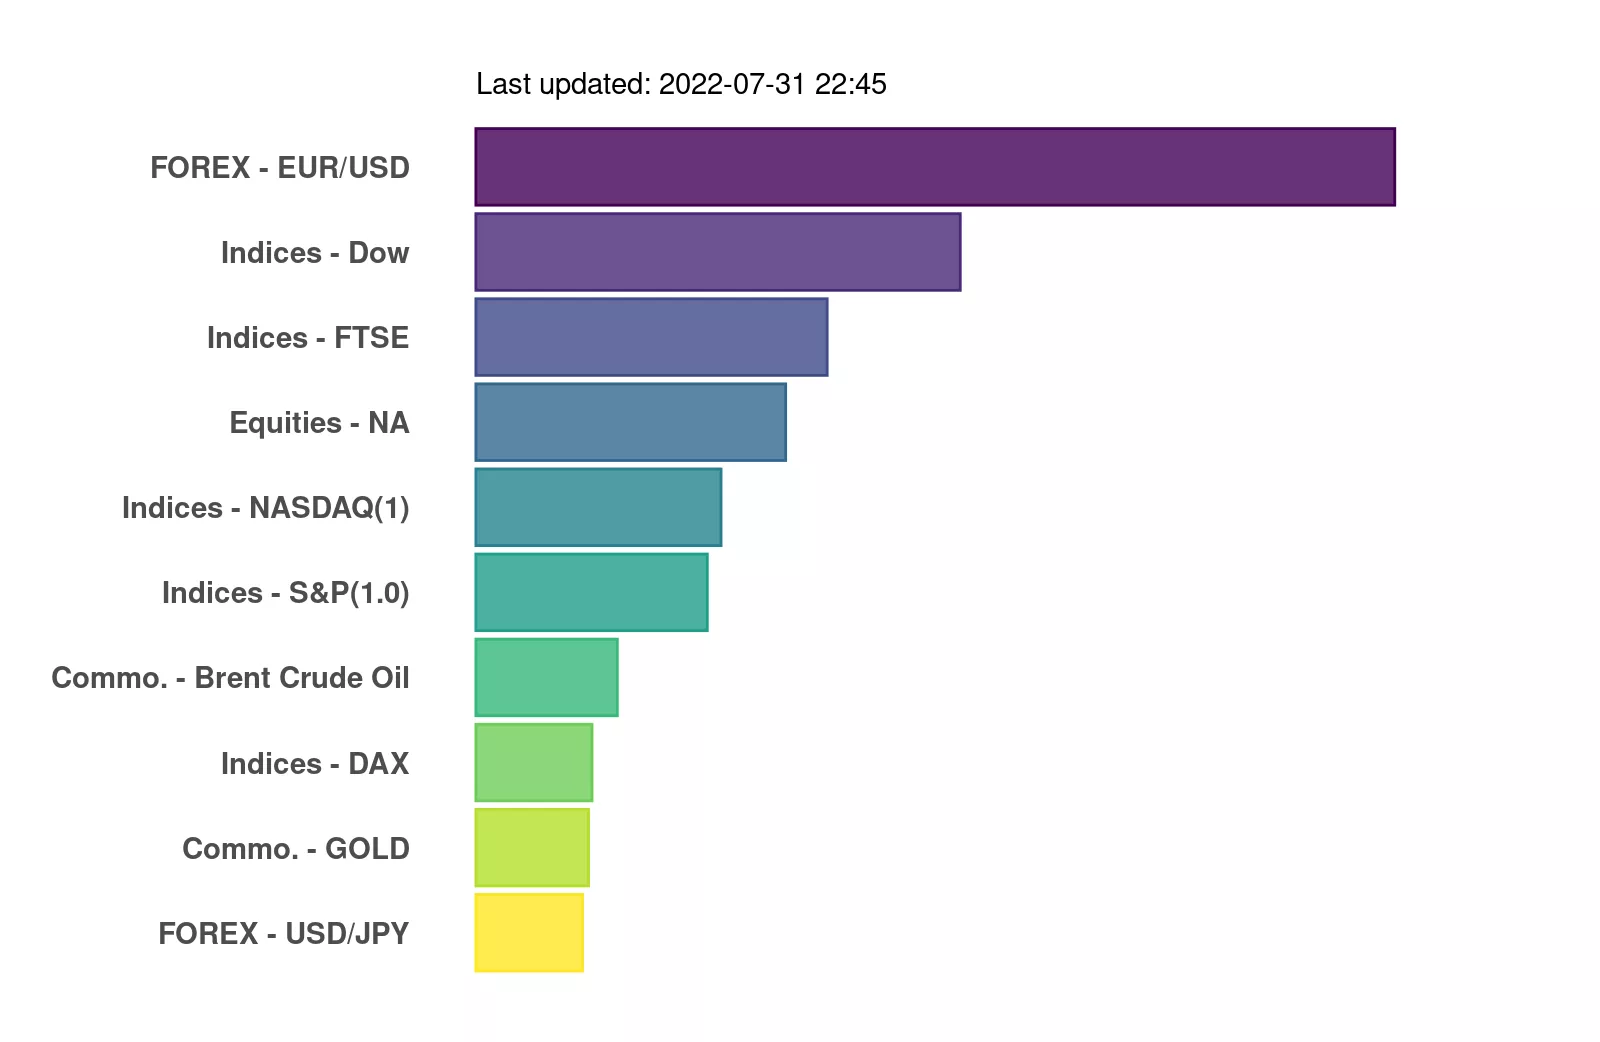 Last updated: 2022-07-31 22:45
FOREX - EUR/USD
Indices - Dow
Indices - FTSE
Equities - NA
Indices - NASDAQ(1)
Indices - S&P(1.0)
Commo. - Brent Crude Oil
Indices - DAX
Commo. - GOLD
FOREX - USD/JPY